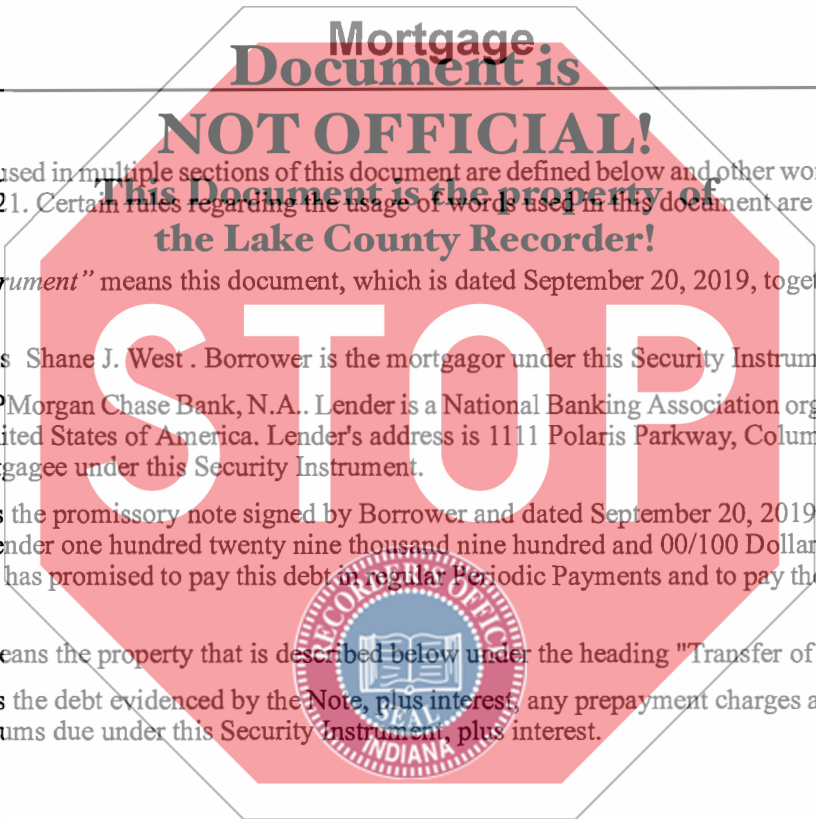 Mortgage
Document is
NOT OFFICIAL!
used in multiple sections of this document are defined below and other wor
21. Certain rules regarding the usage of words used in this document are
This Document is the property of
the Lake County Recorder!
rument” means this document, which is dated September 20, 2019, toget
s Shane J. West . Borrower is the mortgagor under this Security Instrum
STOP
PMorgan Chase Bank, N.A.. Lender is a National Banking Association org
ited States of America. Lender's address is 1111 Polaris Parkway, Colum
gagee under this Security Instrument.
s the promissory note signed by Borrower and dated September 20, 2019
ender one hundred twenty nine thousand nine hundred and 00/100 Dollar
has promised to pay this debt in regular Periodic Payments and to pay the
RECORDER'S OFFICE
eans the property that is described below under the heading "Transfer of
s the debt evidenced by the Note, plus interest, any prepayment charges a
SEAL
ums due under this Security Instrument, plus interest.
INDIANA